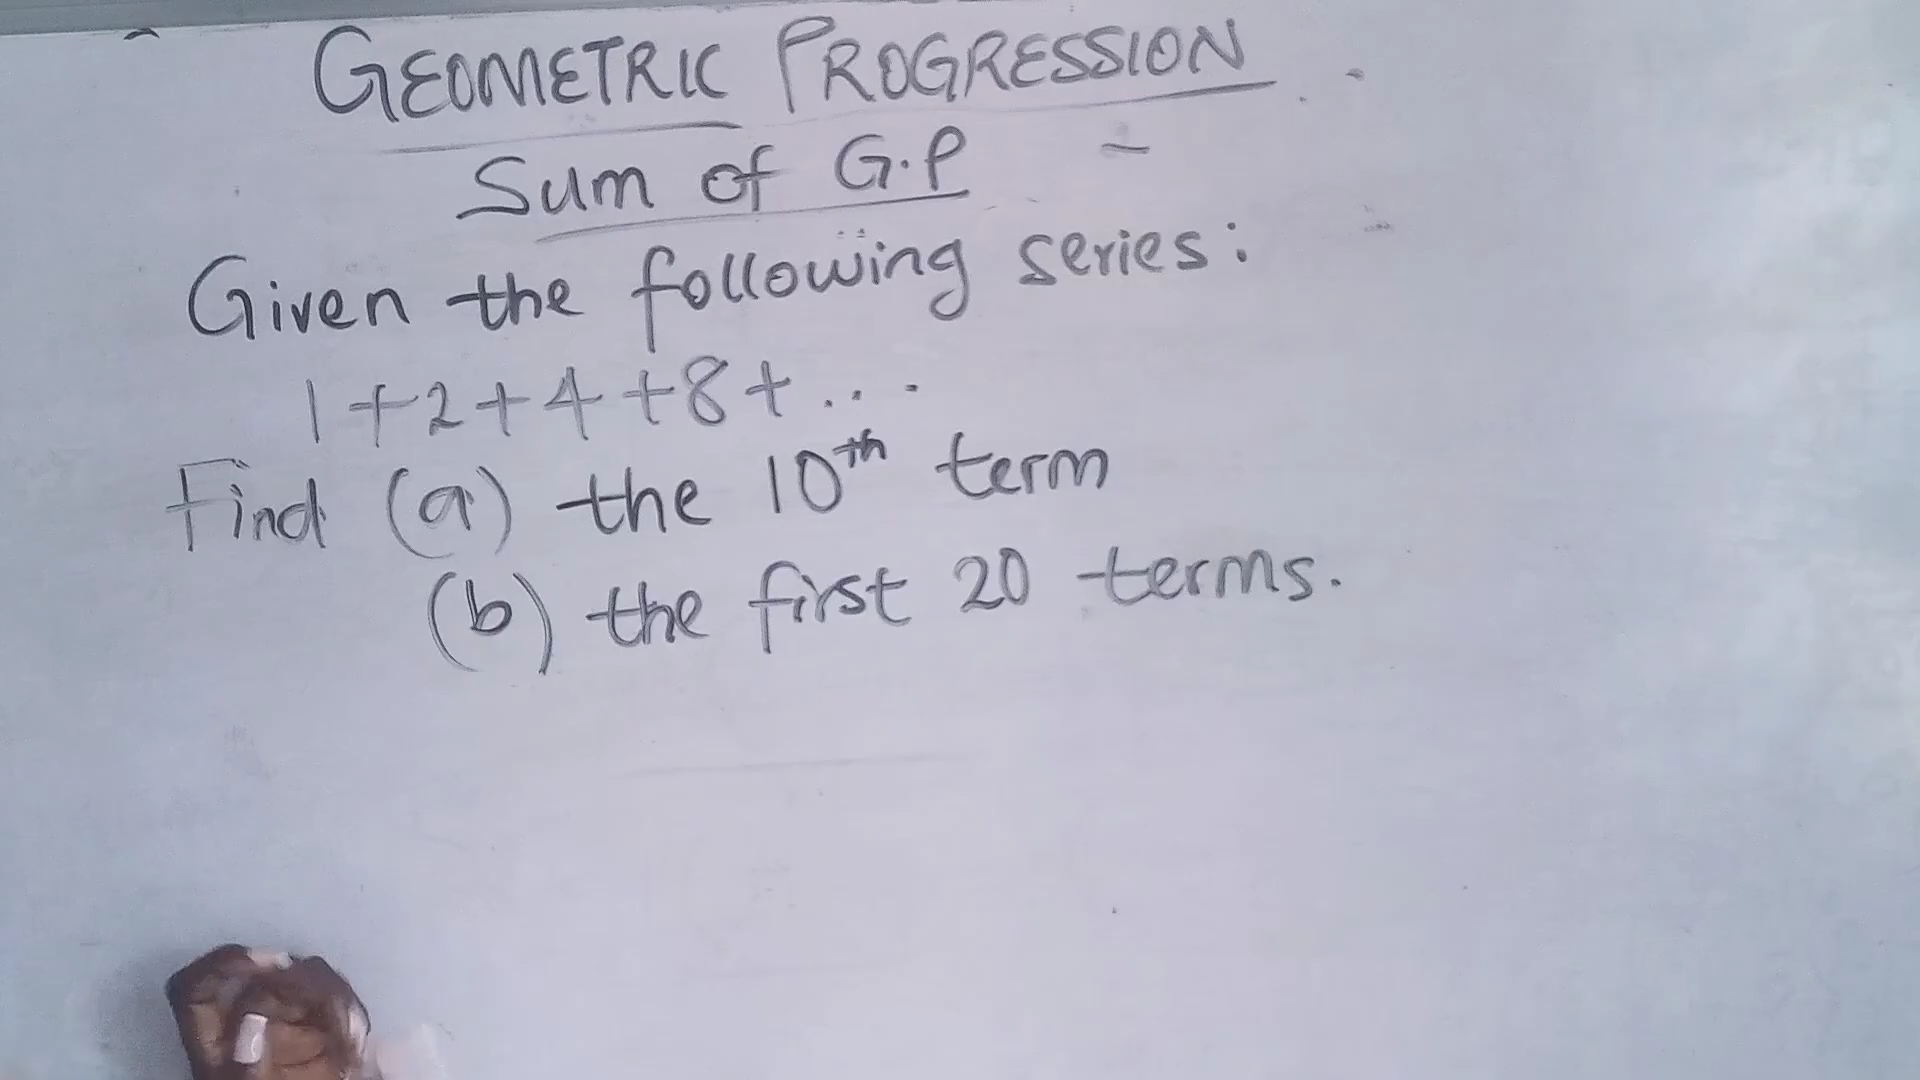 GEOMETRIC PROGRESSION
Sum of G.P
Given the following series:
1+2+4+8+...
Find (a) the 10th term
(b) the first 20 terms.